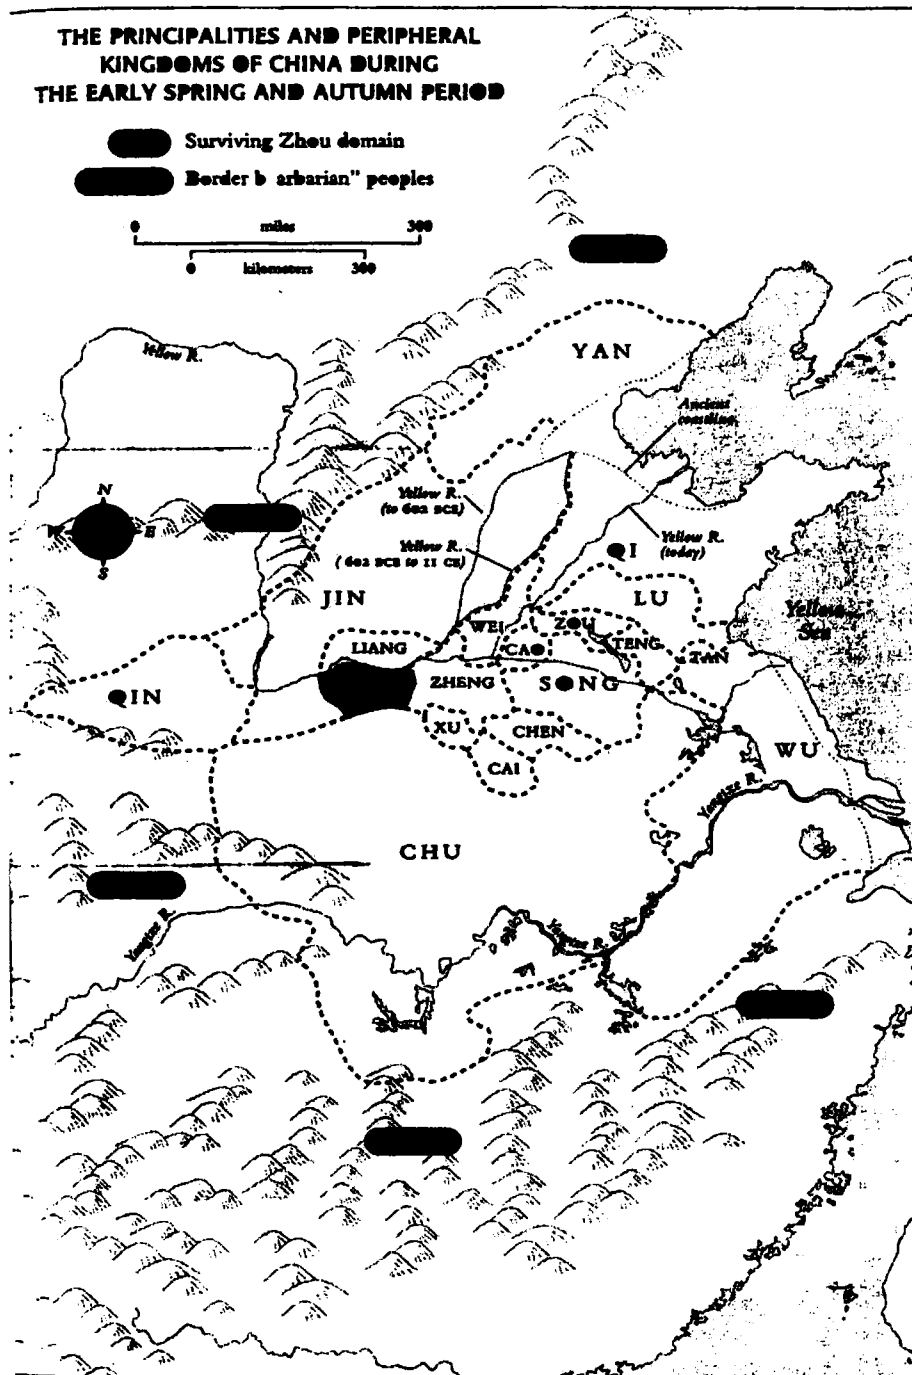 THE PRINCIPALITIES AND PERIPHERAL
KINGDOMS OF CHINA DURING
THE EARLY SPRING AND AUTUMN PERIOD
Surviving Zhou domain
Border b arbarian" peoples
0 miles 300
0 kilometers 300
YAN
Yellow R.
Ancient
coastline
N
W E
S
Yellow R.
(to 602 BCE)
Yellow R.
(602 BCE to 11 CE)
Yellow R.
(today)
QI
JIN
LU
Yellow
Sea
WEI
ZOU
LIANG
CAO
TENG
TAN
QIN
ZHENG
SONG
XU
CHEN
WU
CAI
Yangtze R.
CHU
Yangtze R.
Yangtze R.